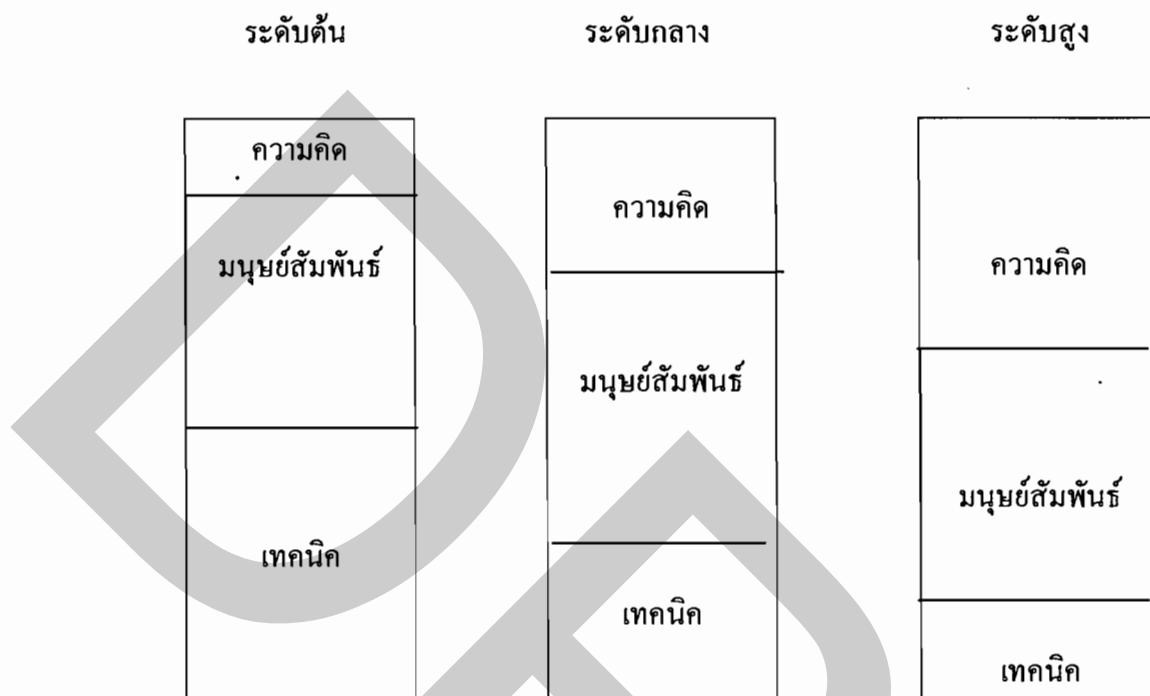 ระดับต้น ระดับกลาง ระดับสูง
ความคิด
มนุษย์สัมพันธ์
เทคนิค
ความคิด
มนุษย์สัมพันธ์
เทคนิค
ความคิด
มนุษย์สัมพันธ์
เทคนิค